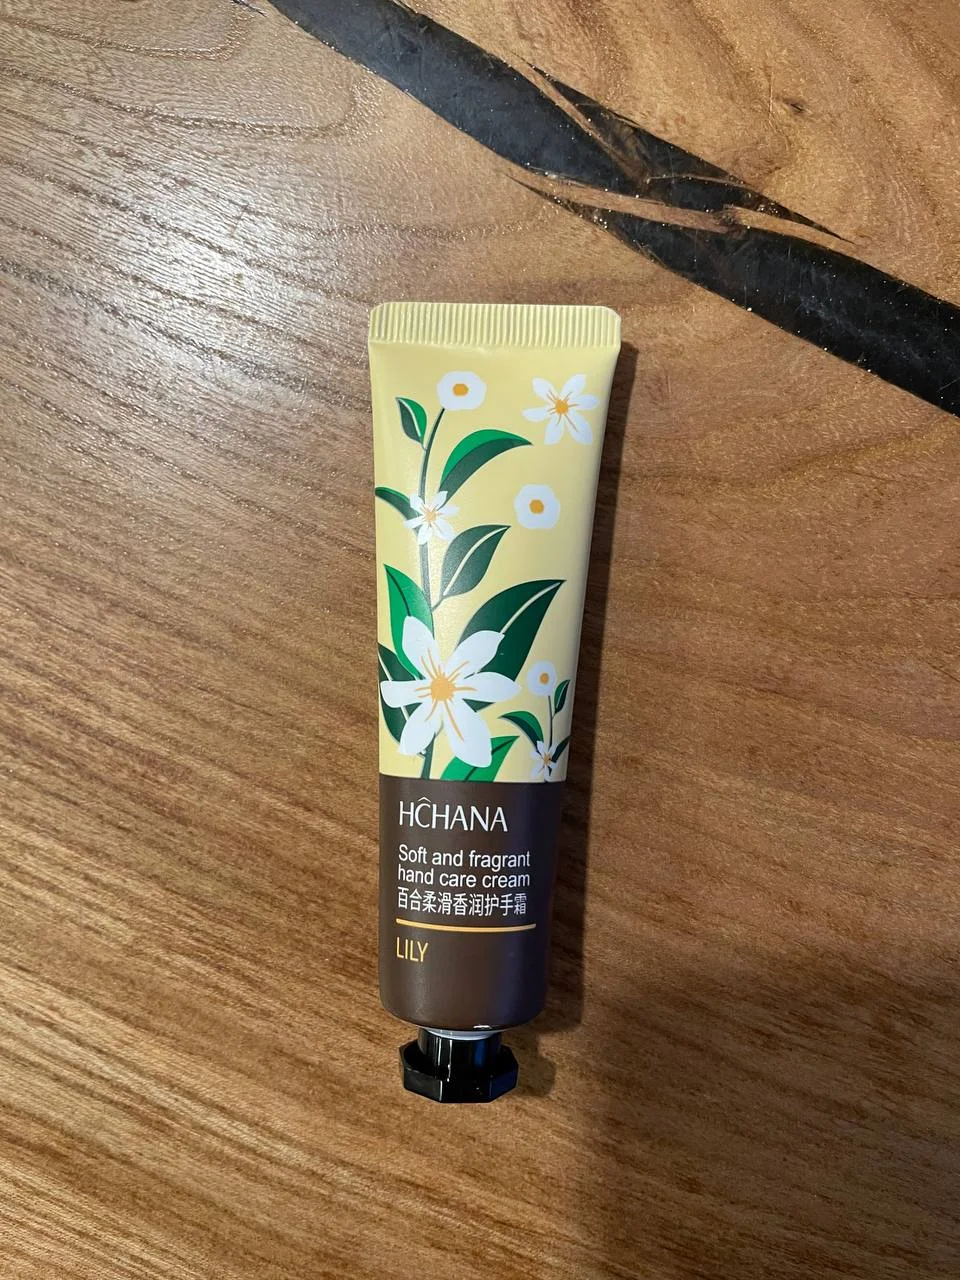 HĈHANA
Soft and fragrant
hand care cream
百合柔滑香润护手霜
LILY